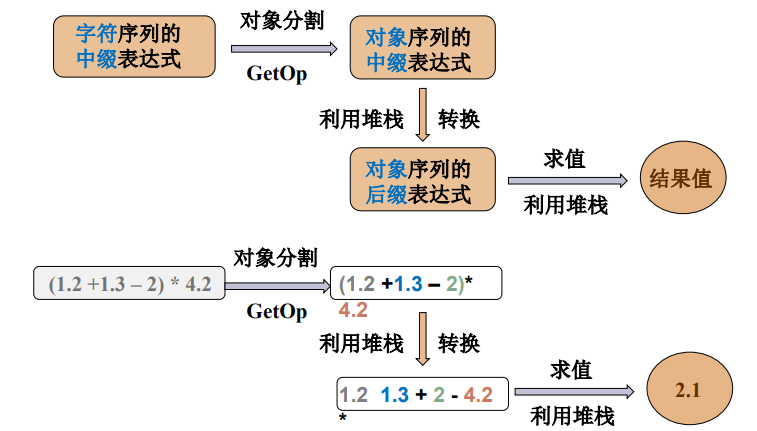 字符序列的
中缀表达式
对象分割
GetOp
对象序列的
中缀表达式
利用堆栈 转换
对象序列的
后缀表达式
求值
利用堆栈
结果值
(1.2 +1.3 – 2) * 4.2
对象分割
GetOp
(1.2 +1.3 – 2)*
4.2
利用堆栈 转换
1.2 1.3 + 2 - 4.2
*
求值
利用堆栈
2.1